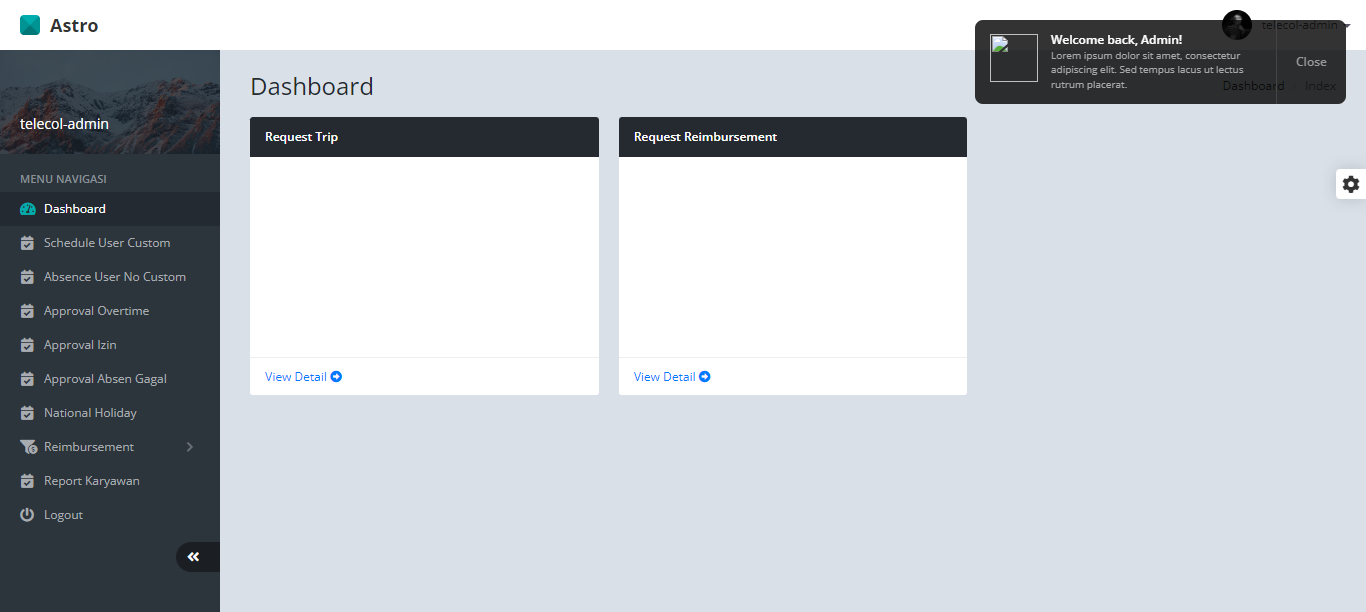 Astro
telecol-admin
Welcome back, Admin!
Lorem ipsum dolor sit amet, consectetur
adipiscing elit. Sed tempus lacus ut lectus
rutrum placerat.
Close
Dashboard / Index
telecol-admin
MENU NAVIGASI
Dashboard
Schedule User Custom
Absence User No Custom
Approval Overtime
Approval Izin
Approval Absen Gagal
National Holiday
Reimbursement
Report Karyawan
Logout
Dashboard
Request Trip
View Detail
Request Reimbursement
View Detail